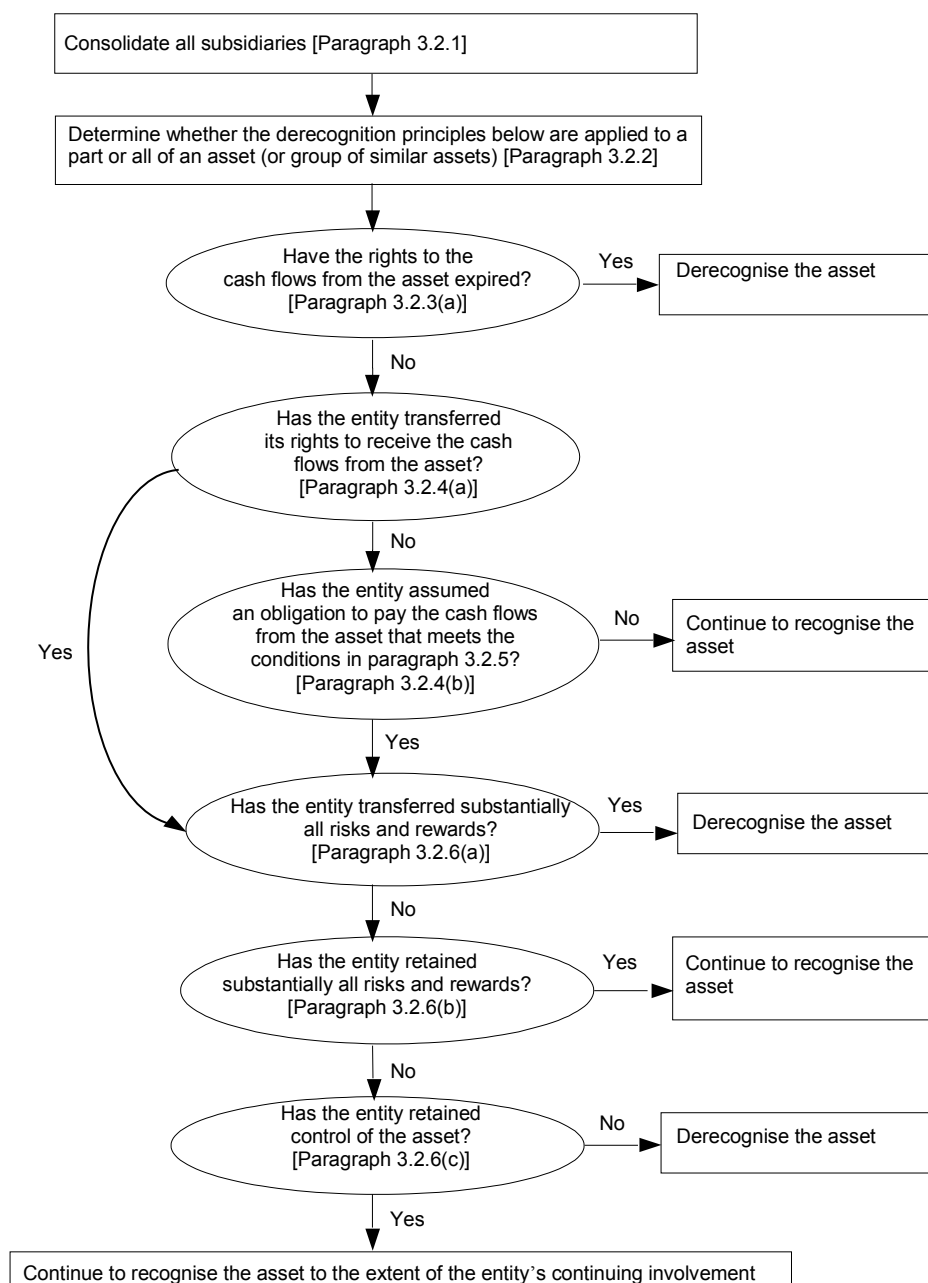 Consolidate all subsidiaries [Paragraph 3.2.1]
Determine whether the derecognition principles below are applied to a
part or all of an asset (or group of similar assets) [Paragraph 3.2.2]
Have the rights to the
cash flows from the asset expired?
[Paragraph 3.2.3(a)]
Yes
Derecognise the asset
No
Has the entity transferred
its rights to receive the cash
flows from the asset?
[Paragraph 3.2.4(a)]
No
Yes
Has the entity assumed
an obligation to pay the cash flows
from the asset that meets the
conditions in paragraph 3.2.5?
[Paragraph 3.2.4(b)]
No
Continue to recognise the
asset
Yes
Has the entity transferred substantially
all risks and rewards?
[Paragraph 3.2.6(a)]
Yes
Derecognise the asset
No
Has the entity retained
substantially all risks and rewards?
[Paragraph 3.2.6(b)]
Yes
Continue to recognise the
asset
No
Has the entity retained
control of the asset?
[Paragraph 3.2.6(c)]
No
Derecognise the asset
Yes
Continue to recognise the asset to the extent of the entity’s continuing involvement